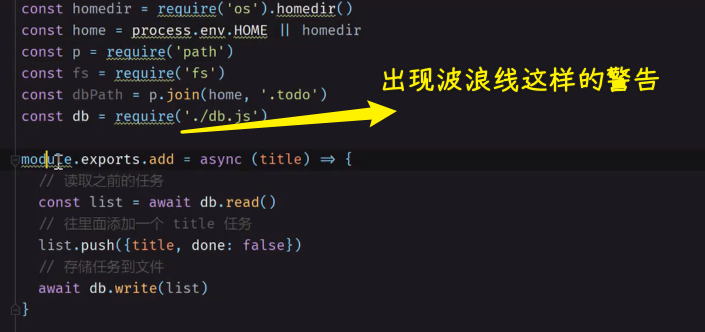 const homedir = require('os').homedir()
const home = process.env.HOME || homedir
const p = require('path')
const fs = require('fs')
const dbPath = p.join(home, '.todo')
const db = require('./db.js')
出现波浪线这样的警告
module.exports.add = async (title) => {
// 读取之前的任务
const list = await db.read()
// 往里面添加一个 title 任务
list.push({title, done: false})
// 存储任务到文件
await db.write(list)
}